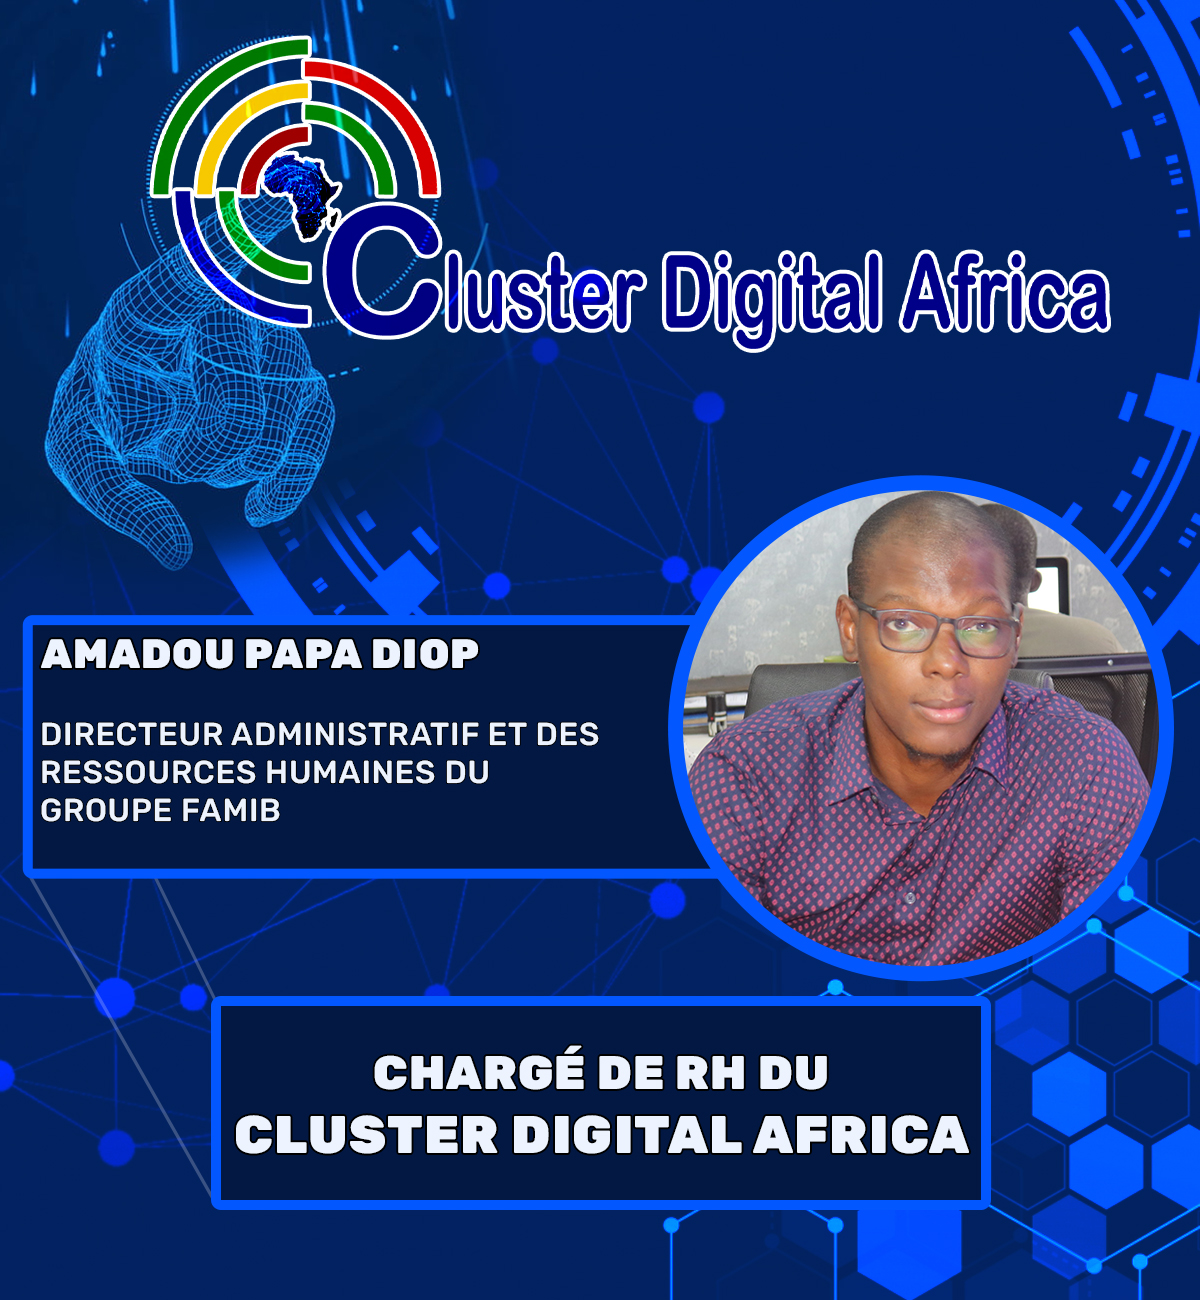 Cluster Digital Africa
AMADOU PAPA DIOP
DIRECTEUR ADMINISTRATIF ET DES
RESSOURCES HUMAINES DU
GROUPE FAMIB
CHARGÉ DE RH DU
CLUSTER DIGITAL AFRICA